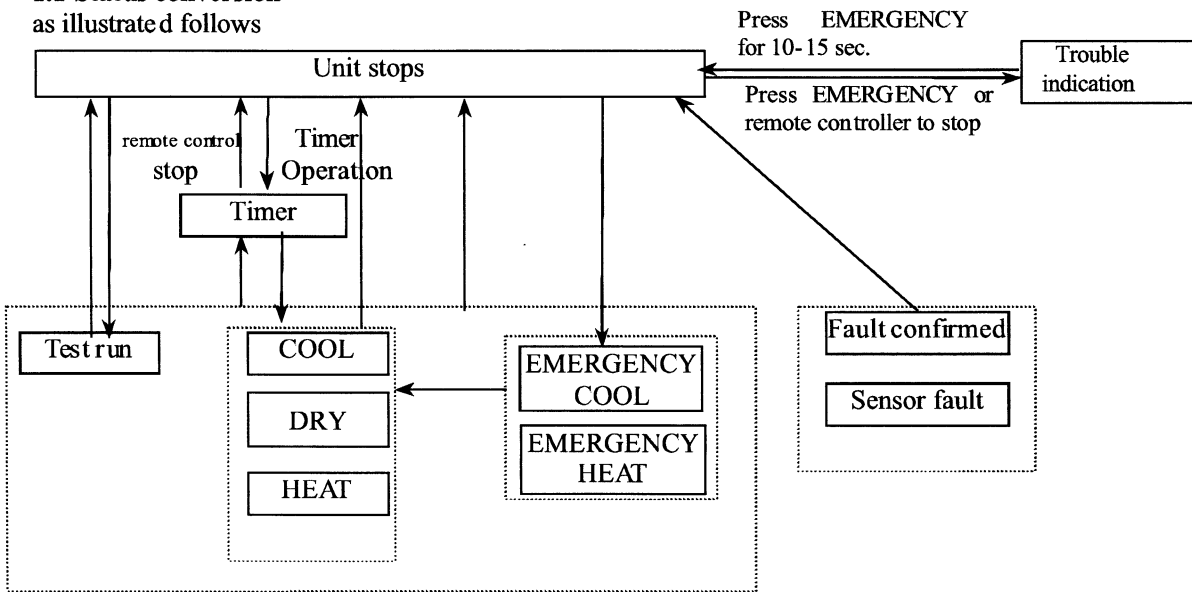 as illustrated follows
Press EMERGENCY
for 10-15 sec.
Unit stops
Trouble
indication
Press EMERGENCY or
remote controller to stop
remote control
stop
Timer
Operation
Timer
Test run
COOL
DRY
HEAT
EMERGENCY
COOL
EMERGENCY
HEAT
Fault confirmed
Sensor fault